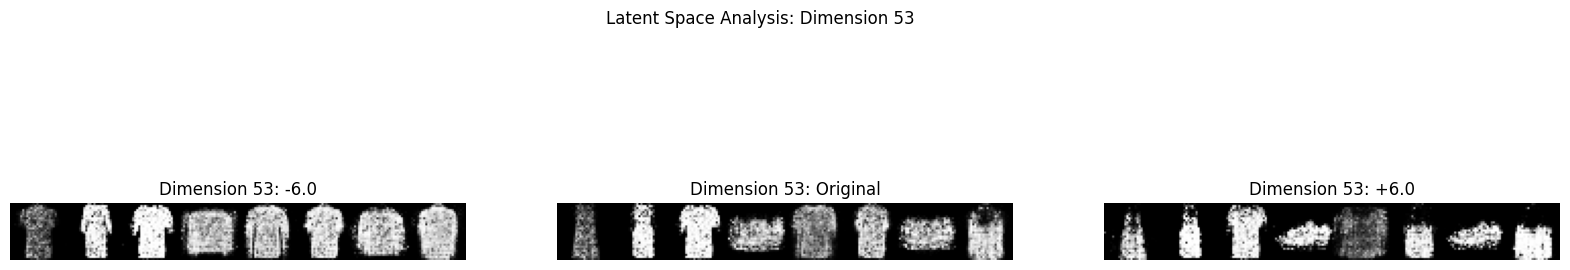 Latent Space Analysis: Dimension 53
Dimension 53: -6.0
Dimension 53: Original
Dimension 53: +6.0